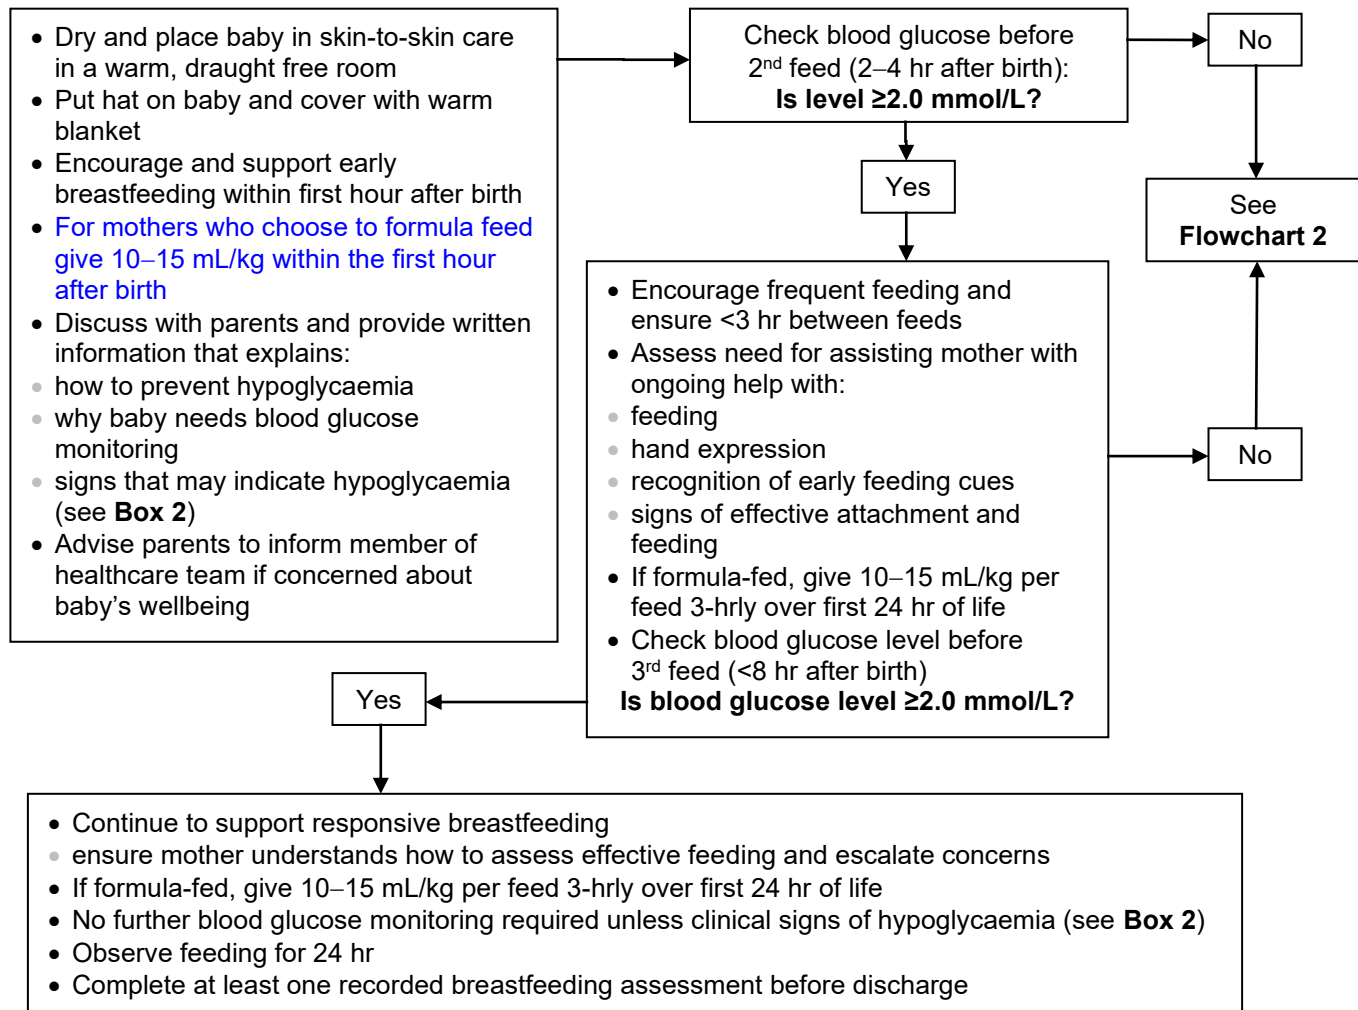 • Dry and place baby in skin-to-skin care
in a warm, draught free room
• Put hat on baby and cover with warm
blanket
• Encourage and support early
breastfeeding within first hour after birth
• For mothers who choose to formula feed
give 10–15 mL/kg within the first hour
after birth
• Discuss with parents and provide written
information that explains:
• how to prevent hypoglycaemia
• why baby needs blood glucose
monitoring
• signs that may indicate hypoglycaemia
(see Box 2)
• Advise parents to inform member of
healthcare team if concerned about
baby’s wellbeing
Check blood glucose before
2nd feed (2–4 hr after birth):
Is level ≥2.0 mmol/L?
No
Yes
See
Flowchart 2
• Encourage frequent feeding and
ensure <3 hr between feeds
• Assess need for assisting mother with
ongoing help with:
• feeding
• hand expression
• recognition of early feeding cues
• signs of effective attachment and
feeding
• If formula-fed, give 10–15 mL/kg per
feed 3-hrly over first 24 hr of life
• Check blood glucose level before
3rd feed (<8 hr after birth)
Is blood glucose level ≥2.0 mmol/L?
No
Yes
• Continue to support responsive breastfeeding
• ensure mother understands how to assess effective feeding and escalate concerns
• If formula-fed, give 10–15 mL/kg per feed 3-hrly over first 24 hr of life
• No further blood glucose monitoring required unless clinical signs of hypoglycaemia (see Box 2)
• Observe feeding for 24 hr
• Complete at least one recorded breastfeeding assessment before discharge